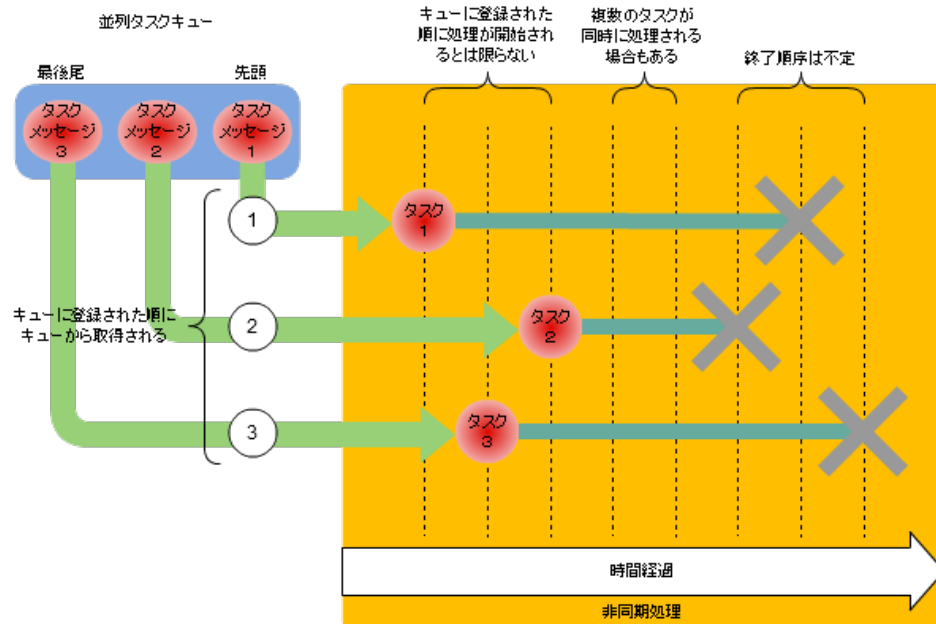 並列タスクキュー
キューに登録された
順に処理が開始され
るとは限らない
複数のタスクが
同時に処理される
場合もある
終了順序は不定
最後尾
先頭
タスク
メッセージ
3
タスク
メッセージ
2
タスク
メッセージ
1
1
タスク
1
キューに登録された順に
キューから取得される
2
タスク
2
3
タスク
3
時間経過
非同期処理